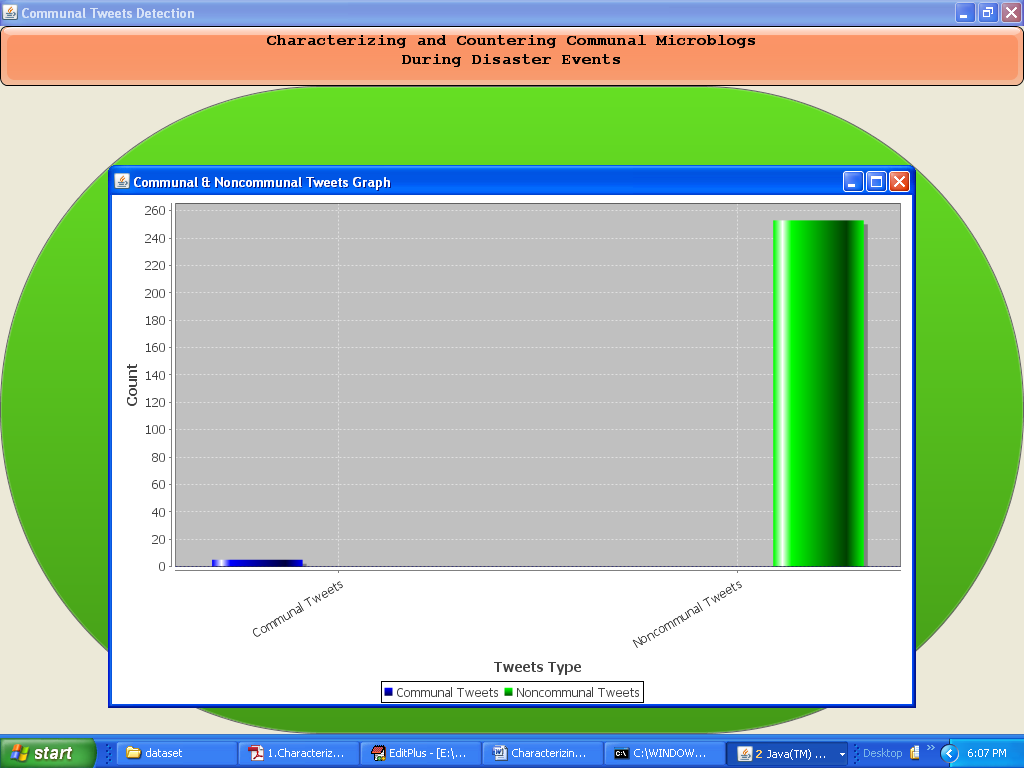 Communal Tweets Detection
Characterizing and Countering Communal Microblogs
During Disaster Events
Communal & Noncommunal Tweets Graph
260
240
220
200
180
160
140
120
100
80
60
40
20
0
Count
Communal Tweets
Noncommunal Tweets
Tweets Type
Communal Tweets Noncommunal Tweets
start dataset 1.Characteriz... EditPlus - [E:\... Characterizin... C:\WINDOW... 2 Java(TM) ... Desktop 6:07 PM